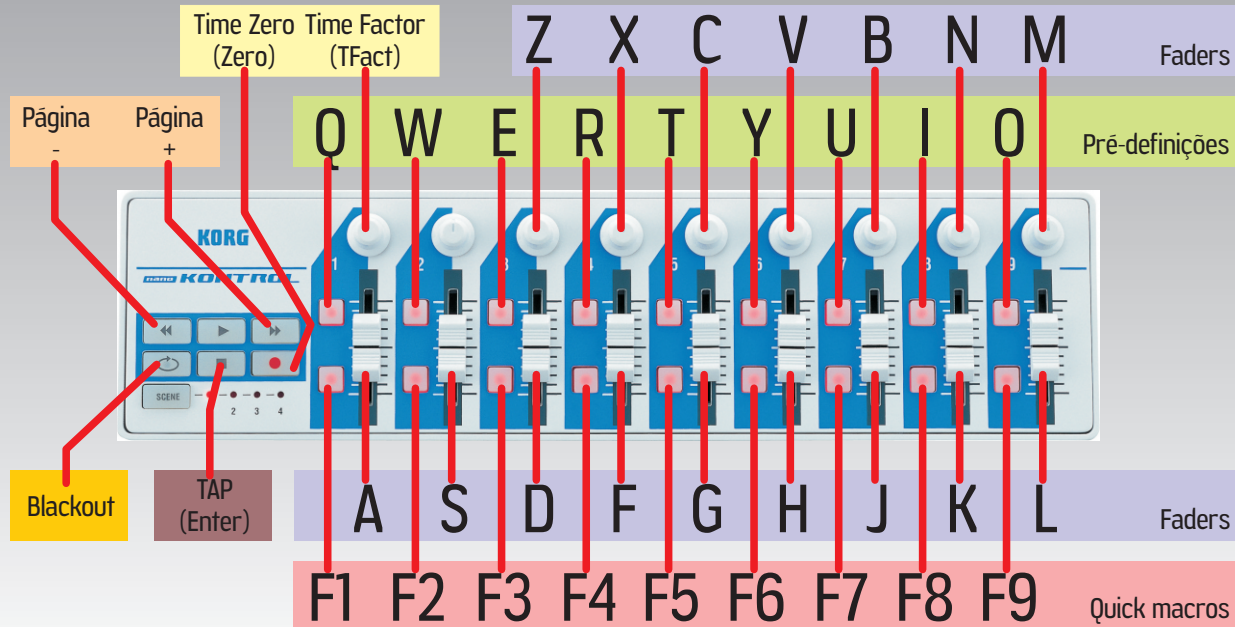 Time Zero Time Factor
(Zero) (TFact)
Z X C V B N M Faders
Página Página
- +
Q W E R T Y U I O Pré-definições
KORG
nano KONTROL
1 2 3 4 5 6 7 8 9
SCENE
2 3 4
Blackout
TAP
(Enter)
A S D F G H J K L Faders
F1 F2 F3 F4 F5 F6 F7 F8 F9 Quick macros